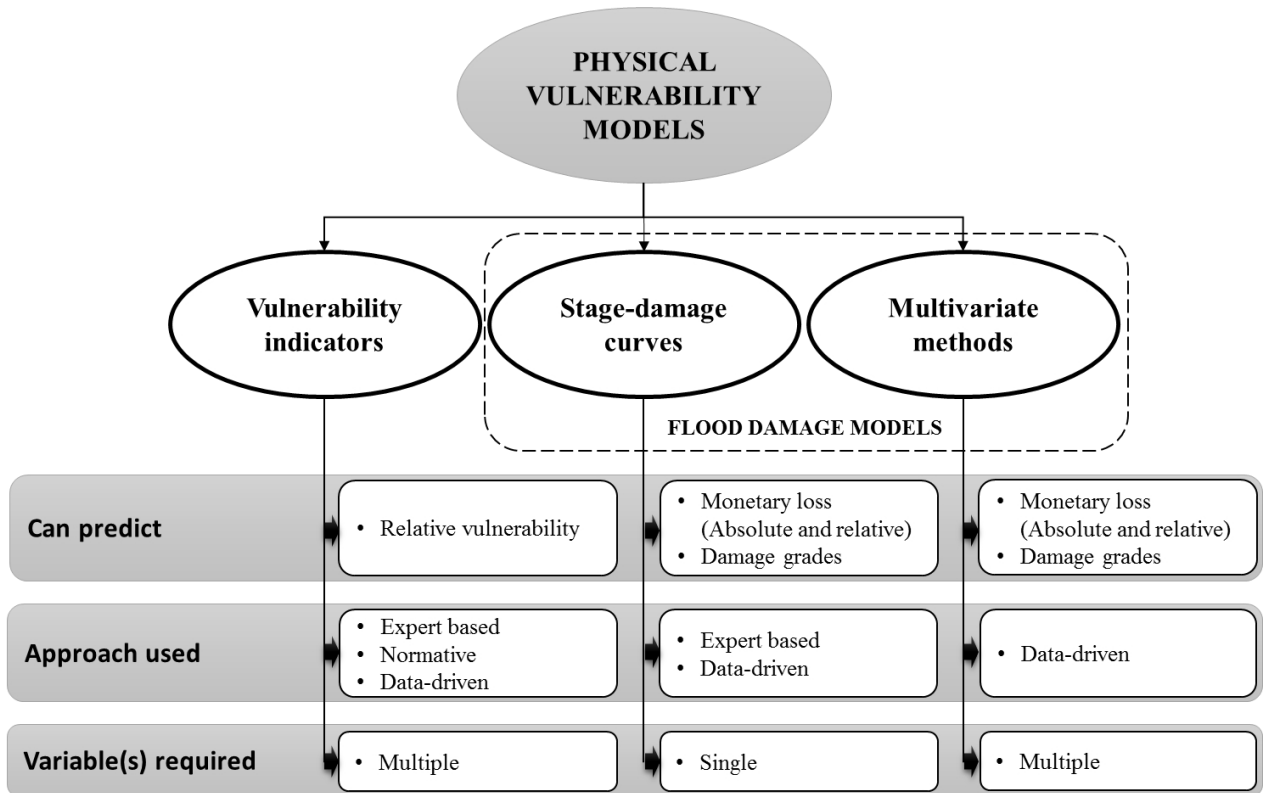 PHYSICAL
VULNERABILITY
MODELS
Vulnerability
indicators
Stage-damage
curves
Multivariate
methods
FLOOD DAMAGE MODELS
Can predict
• Relative vulnerability
• Monetary loss
(Absolute and relative)
• Damage grades
• Monetary loss
(Absolute and relative)
• Damage grades
Approach used
• Expert based
• Normative
• Data-driven
• Expert based
• Data-driven
• Data-driven
Variable(s) required
• Multiple
• Single
• Multiple